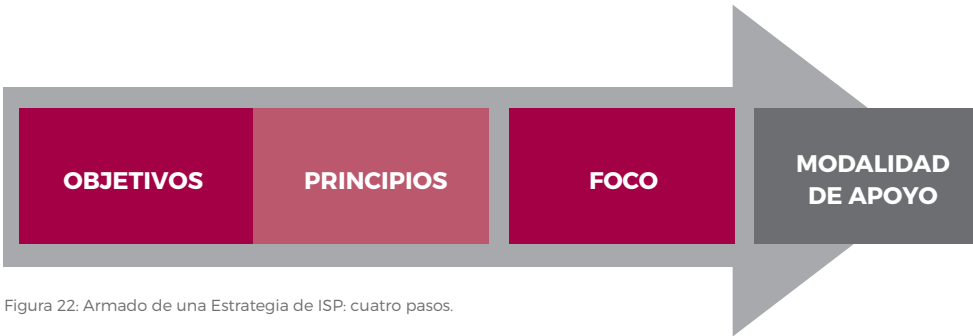 OBJETIVOS
PRINCIPIOS
FOCO
MODALIDAD
DE APOYO
Figura 22: Armado de una Estrategia de ISP: cuatro pasos.